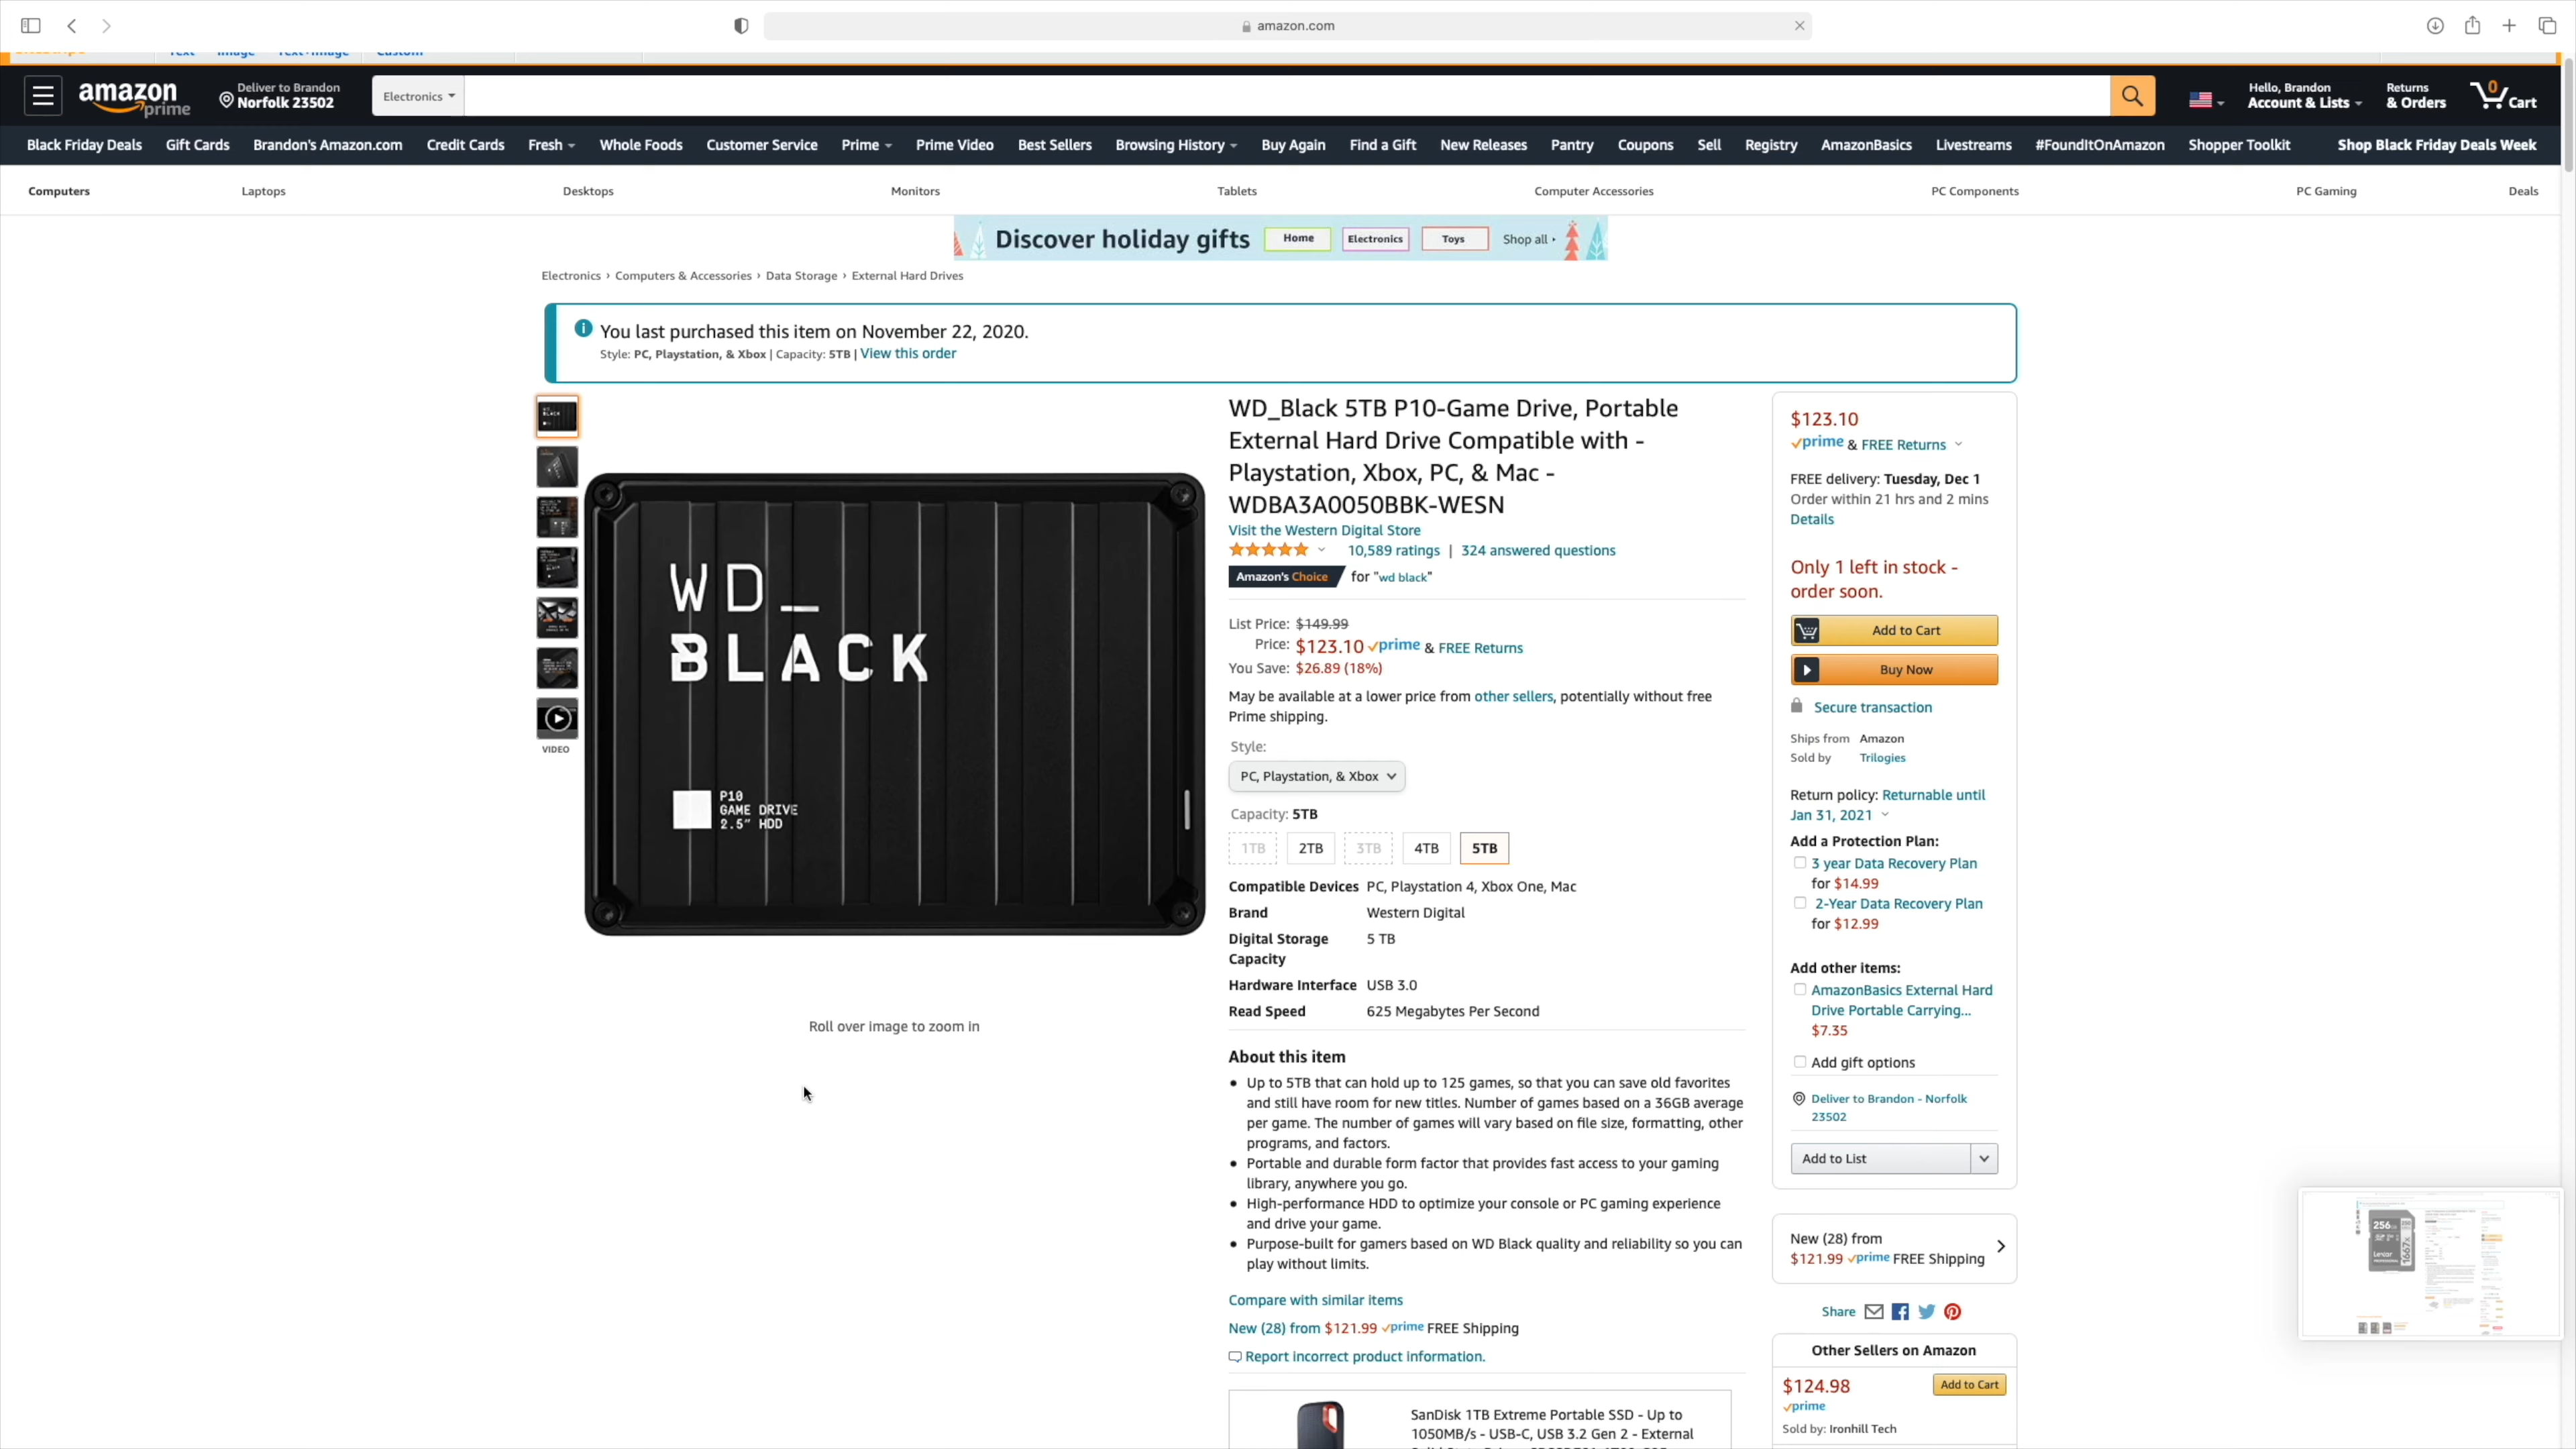 amazon.com
amazon prime
Deliver to Brandon
Norfolk 23502
Electronics
Hello, Brandon
Account & Lists
Returns
& Orders
0
Cart
Black Friday Deals Gift Cards Brandon's Amazon.com Credit Cards Fresh Whole Foods Customer Service Prime Prime Video Best Sellers Browsing History Buy Again Find a Gift New Releases Pantry Coupons Sell Registry AmazonBasics Livestreams #FoundItOnAmazon Shopper Toolkit Shop Black Friday Deals Week
Computers Laptops Desktops Monitors Tablets Computer Accessories PC Components PC Gaming Deals
Discover holiday gifts Home Electronics Toys Shop all
Electronics › Computers & Accessories › Data Storage › External Hard Drives
You last purchased this item on November 22, 2020.
Style: PC, Playstation, & Xbox | Capacity: 5TB | View this order
VIDEO
WD_
BLACK
P10
GAME DRIVE
2.5" HDD
Roll over image to zoom in
WD_Black 5TB P10-Game Drive, Portable
External Hard Drive Compatible with -
Playstation, Xbox, PC, & Mac -
WDBA3A0050BBK-WESN
Visit the Western Digital Store
10,589 ratings | 324 answered questions
Amazon's Choice for "wd black"
List Price: $149.99
Price: $123.10 prime & FREE Returns
You Save: $26.89 (18%)
May be available at a lower price from other sellers, potentially without free
Prime shipping.
Style:
PC, Playstation, & Xbox
Capacity: 5TB
1TB 2TB 3TB 4TB 5TB
Compatible Devices PC, Playstation 4, Xbox One, Mac
Brand Western Digital
Digital Storage 5 TB
Capacity
Hardware Interface USB 3.0
Read Speed 625 Megabytes Per Second
About this item
• Up to 5TB that can hold up to 125 games, so that you can save old favorites
and still have room for new titles. Number of games based on a 36GB average
per game. The number of games will vary based on file size, formatting, other
programs, and factors.
• Portable and durable form factor that provides fast access to your gaming
library, anywhere you go.
• High-performance HDD to optimize your console or PC gaming experience
and drive your game.
• Purpose-built for gamers based on WD Black quality and reliability so you can
play without limits.
Compare with similar items
New (28) from $121.99 prime FREE Shipping
Report incorrect product information.
SanDisk 1TB Extreme Portable SSD - Up to
1050MB/s - USB-C, USB 3.2 Gen 2 - External
$123.10
prime & FREE Returns
FREE delivery: Tuesday, Dec 1
Order within 21 hrs and 2 mins
Details
Only 1 left in stock -
order soon.
Add to Cart
Buy Now
Secure transaction
Ships from Amazon
Sold by Trilogies
Return policy: Returnable until
Jan 31, 2021
Add a Protection Plan:
3 year Data Recovery Plan
for $14.99
2-Year Data Recovery Plan
for $12.99
Add other items:
AmazonBasics External Hard
Drive Portable Carrying...
$7.35
Add gift options
Deliver to Brandon - Norfolk
23502
Add to List
New (28) from
$121.99 prime FREE Shipping
Share
Other Sellers on Amazon
$124.98 Add to Cart
prime
Sold by: Ironhill Tech
256
Lexar